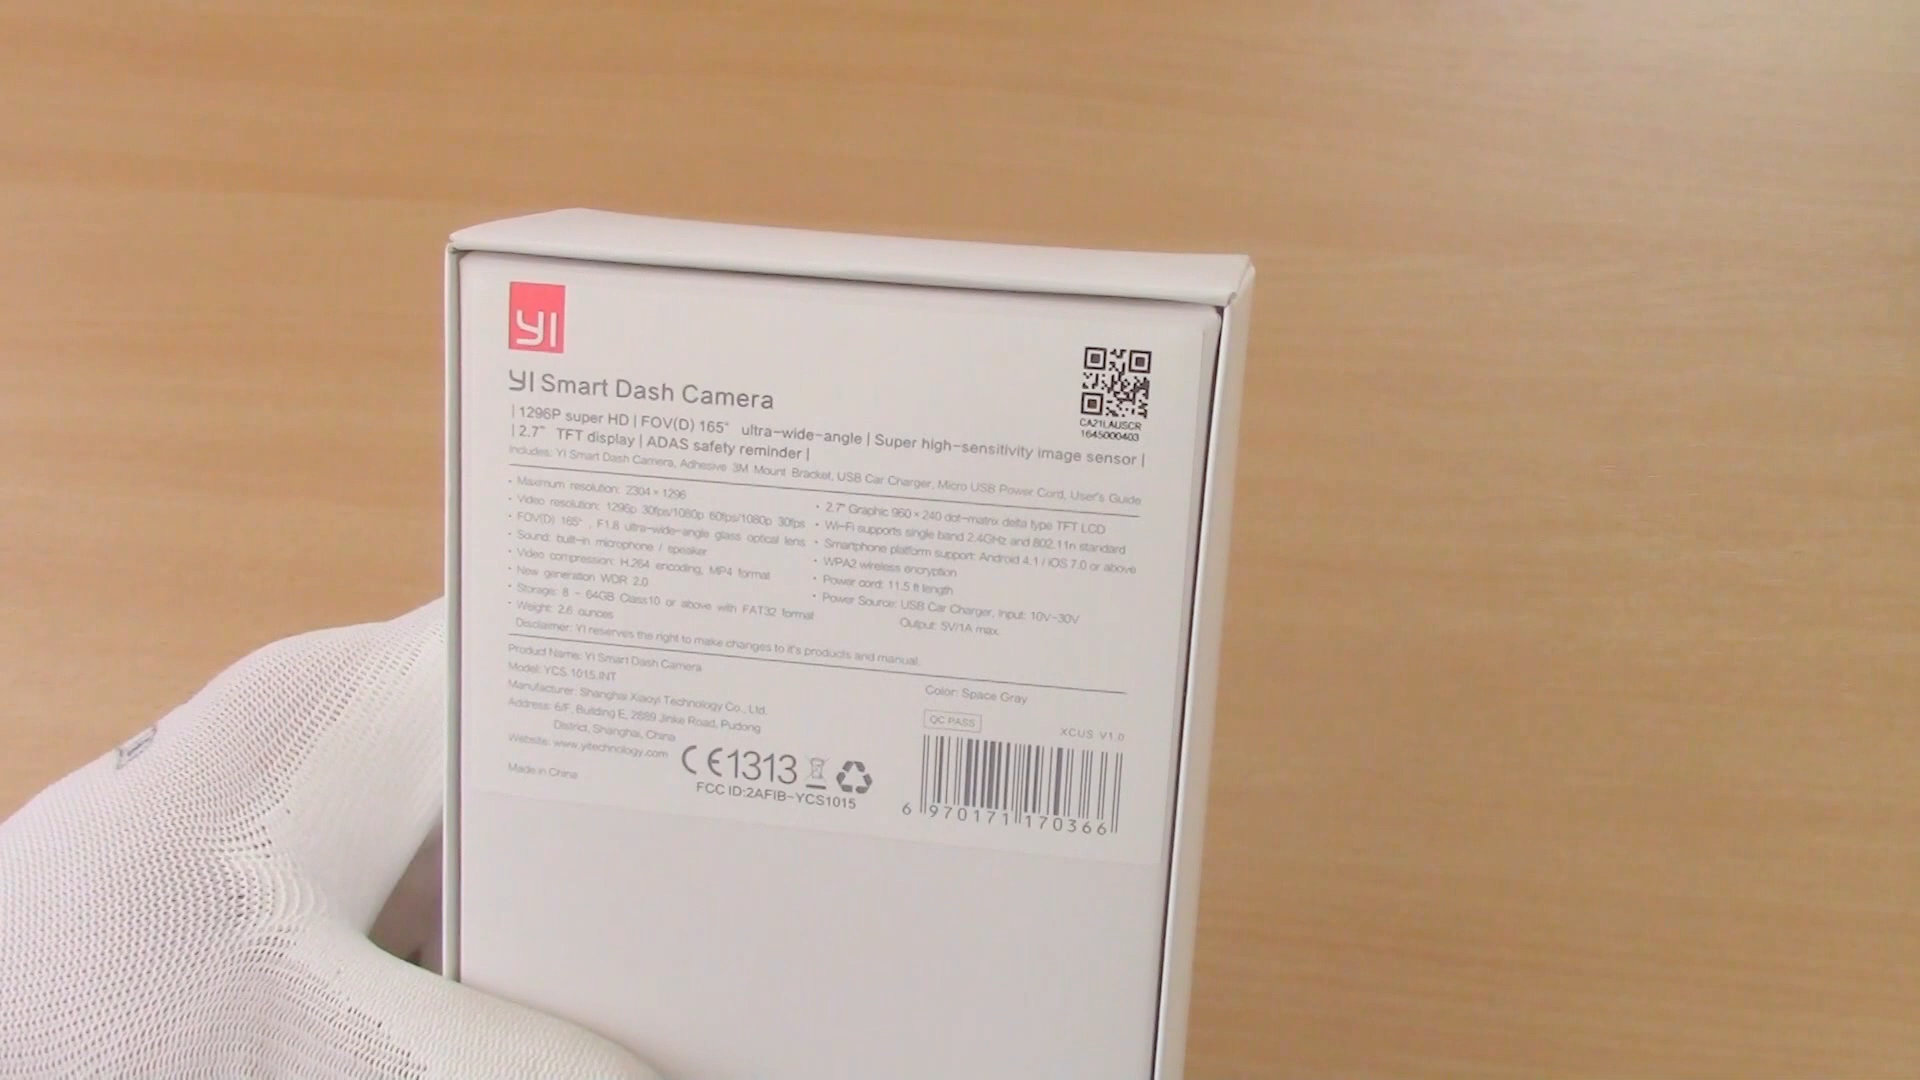 YI
YI Smart Dash Camera
CA21LAUSCR
1645000403
| 1296P super HD | FOV(D) 165° ultra-wide-angle | Super high-sensitivity image sensor |
| 2.7" TFT display | ADAS safety reminder |
Includes: YI Smart Dash Camera, Adhesive 3M Mount Bracket, USB Car Charger, Micro USB Power Cord, User's Guide
• Maximum resolution: 2304 × 1296
• Video resolution: 1296p 30fps/1080p 60fps/1080p 30fps
• FOV(D) 165° , F1.8 ultra-wide-angle glass optical lens
• Sound: built-in microphone / speaker
• Video compression: H.264 encoding, MP4 format
• New generation WDR 2.0
• Storage: 8 - 64GB Class10 or above with FAT32 format
• Weight: 2.6 ounces
• 2.7" Graphic 960 × 240 dot-matrix delta type TFT LCD
• Wi-Fi supports single band 2.4GHz and 802.11n standard
• Smartphone platform support: Android 4.1 / iOS 7.0 or above
• WPA2 wireless encryption
• Power cord: 11.5 ft length
• Power Source: USB Car Charger, Input: 10V-30V
Output: 5V/1A max.
Disclaimer: YI reserves the right to make changes to it's products and manual.
Product Name: YI Smart Dash Camera
Model: YCS.1015.INT
Manufacturer: Shanghai Xiaoyi Technology Co., Ltd.
Address: 6/F, Building E, 2889 Jinke Road, Pudong
District, Shanghai, China
Website: www.yitechnology.com
Made in China
CE1313
FCC ID:2AFIB-YCS1015
Color: Space Gray
QC PASS
XCUS V1.0
6 970171 170366